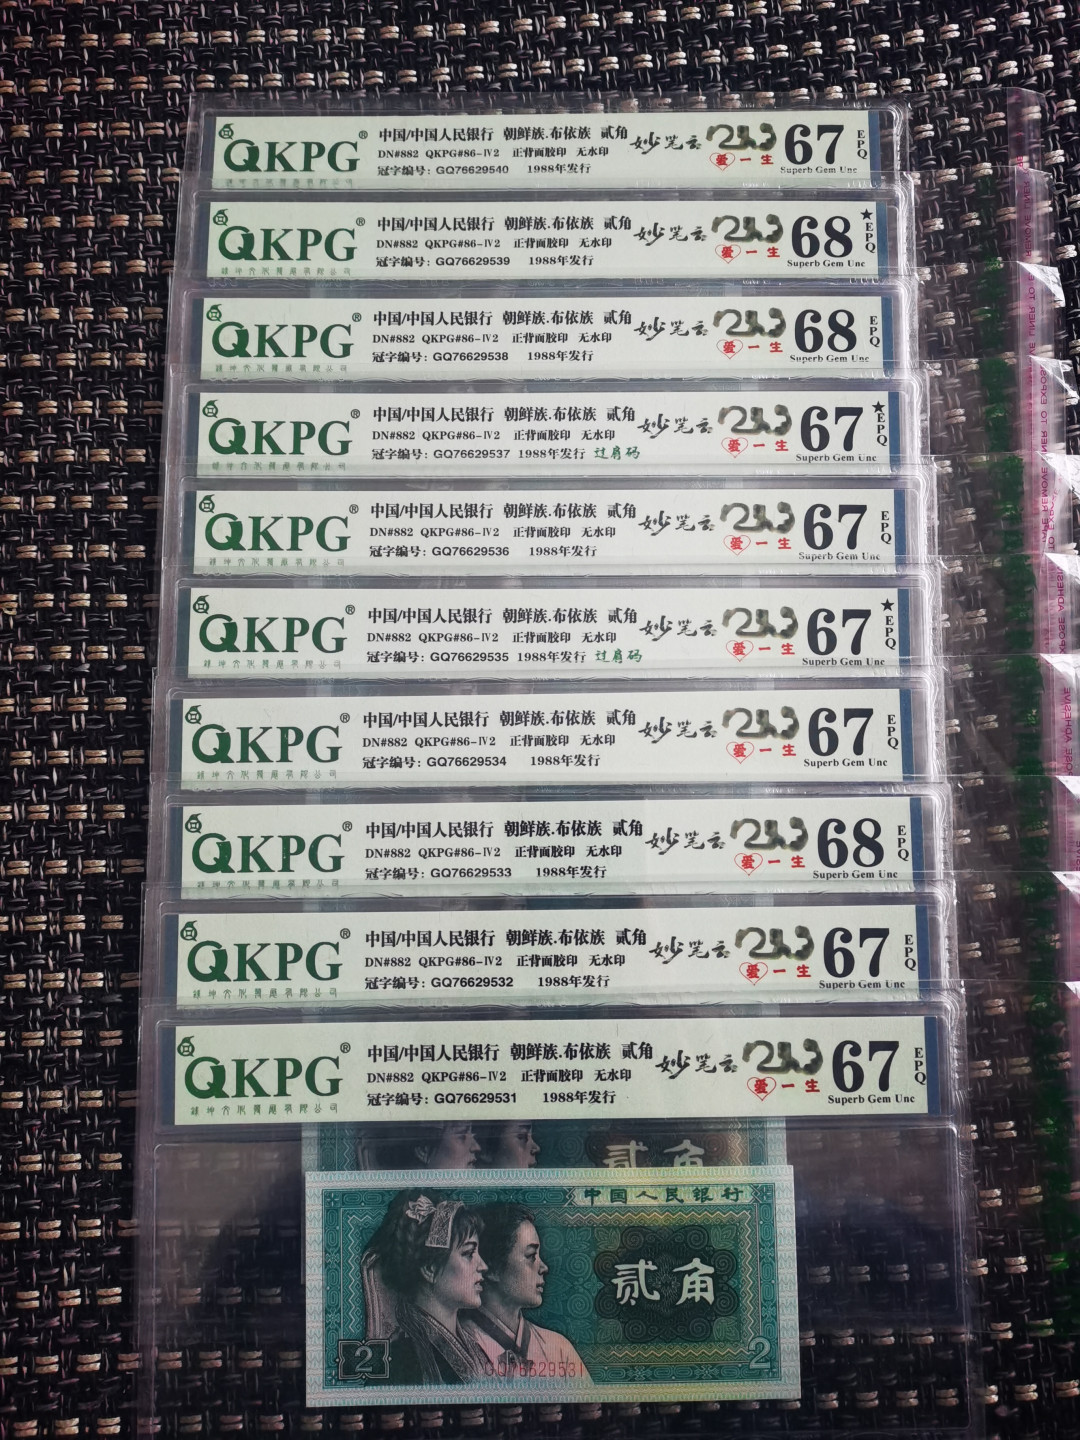 QKPG®
中国/中国人民银行 朝鲜族.布依族 贰角
DN#882 QKPG#86-Ⅳ2 正背面胶印 无水印
冠字编号: GQ76629540 1988年发行
妙笔
爱一生
67 EPQ
Superb Gem Unc
QKPG®
中国/中国人民银行 朝鲜族.布依族 贰角
DN#882 QKPG#86-Ⅳ2 正背面胶印 无水印
冠字编号: GQ76629539 1988年发行
妙笔
爱一生
68 ★EPQ
Superb Gem Unc
QKPG®
中国/中国人民银行 朝鲜族.布依族 贰角
DN#882 QKPG#86-Ⅳ2 正背面胶印 无水印
冠字编号: GQ76629538 1988年发行
妙笔
爱一生
68 EPQ
Superb Gem Unc
QKPG®
中国/中国人民银行 朝鲜族.布依族 贰角
DN#882 QKPG#86-Ⅳ2 正背面胶印 无水印
冠字编号: GQ76629537 1988年发行 过肩码
妙笔
爱一生
67 ★EPQ
Superb Gem Unc
QKPG®
中国/中国人民银行 朝鲜族.布依族 贰角
DN#882 QKPG#86-Ⅳ2 正背面胶印 无水印
冠字编号: GQ76629536 1988年发行
妙笔
爱一生
67 EPQ
Superb Gem Unc
QKPG®
中国/中国人民银行 朝鲜族.布依族 贰角
DN#882 QKPG#86-Ⅳ2 正背面胶印 无水印
冠字编号: GQ76629535 1988年发行 过肩码
妙笔
爱一生
67 ★EPQ
Superb Gem Unc
QKPG®
中国/中国人民银行 朝鲜族.布依族 贰角
DN#882 QKPG#86-Ⅳ2 正背面胶印 无水印
冠字编号: GQ76629534 1988年发行
妙笔
爱一生
67 EPQ
Superb Gem Unc
QKPG®
中国/中国人民银行 朝鲜族.布依族 贰角
DN#882 QKPG#86-Ⅳ2 正背面胶印 无水印
冠字编号: GQ76629533 1988年发行
妙笔
爱一生
68 EPQ
Superb Gem Unc
QKPG®
中国/中国人民银行 朝鲜族.布依族 贰角
DN#882 QKPG#86-Ⅳ2 正背面胶印 无水印
冠字编号: GQ76629532 1988年发行
妙笔
爱一生
67 EPQ
Superb Gem Unc
QKPG®
中国/中国人民银行 朝鲜族.布依族 贰角
DN#882 QKPG#86-Ⅳ2 正背面胶印 无水印
冠字编号: GQ76629531 1988年发行
妙笔
爱一生
67 EPQ
Superb Gem Unc
贰角
中国人民银行
贰角
2
GQ76629531
2